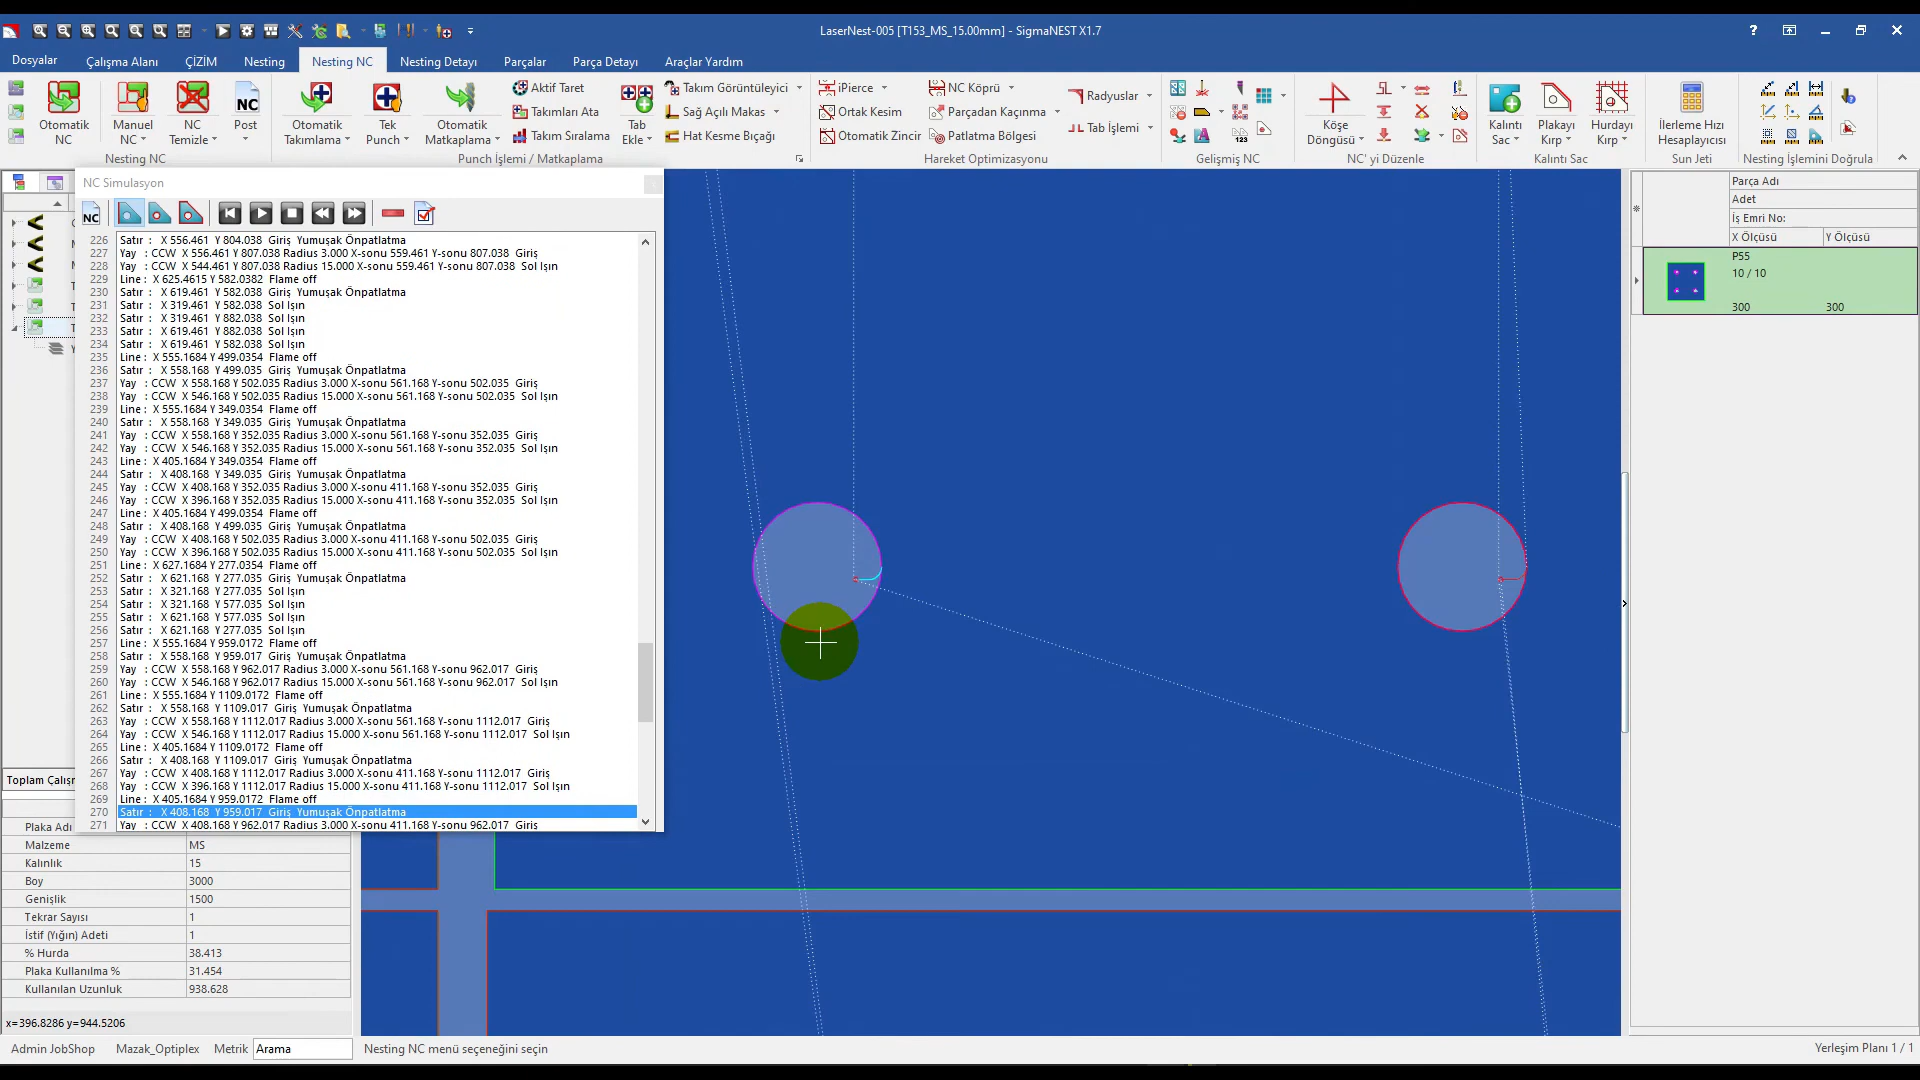 LaserNest-005 [T153_MS_15.00mm] - SigmaNEST X1.7
Dosyalar Çalışma Alanı ÇİZİM Nesting Nesting NC Nesting Detayı Parçalar Parça Detayı Araçlar Yardım
Otomatik NC
Manuel NC
NC Temizle
NC
Post
Nesting NC
Otomatik Takımlama
Tek Punch
Otomatik Matkaplama
Aktif Taret
Takımları Ata
Takım Sıralama
Tab Ekle
Takım Görüntüleyici
Sağ Açılı Makas
Hat Kesme Bıçağı
Punch İşlemi / Matkaplama
iPierce
Ortak Kesim
Otomatik Zincir
NC Köprü
Parçadan Kaçınma
Patlatma Bölgesi
Radyuslar
Tab İşlemi
Hareket Optimizasyonu
123
Gelişmiş NC
Köşe Döngüsü
NC' yi Düzenle
Kalıntı Sac
Plakayı Kırp
Hurdayı Kırp
Kalıntı Sac
İlerleme Hızı Hesaplayıcısı
Sun Jeti
Nesting İşlemini Doğrula
NC Simulasyon
NC
226 Satır : X 556.461 Y 804.038 Giriş Yumuşak Önpatlatma
227 Yay : CCW X 556.461 Y 807.038 Radius 3.000 X-sonu 559.461 Y-sonu 807.038 Giriş
228 Yay : CCW X 544.461 Y 807.038 Radius 15.000 X-sonu 559.461 Y-sonu 807.038 Sol Işın
229 Line : X 625.4615 Y 582.0382 Flame off
230 Satır : X 619.461 Y 582.038 Giriş Yumuşak Önpatlatma
231 Satır : X 319.461 Y 582.038 Sol Işın
232 Satır : X 319.461 Y 882.038 Sol Işın
233 Satır : X 619.461 Y 882.038 Sol Işın
234 Satır : X 619.461 Y 582.038 Sol Işın
235 Line : X 555.1684 Y 499.0354 Flame off
236 Satır : X 558.168 Y 499.035 Giriş Yumuşak Önpatlatma
237 Yay : CCW X 558.168 Y 502.035 Radius 3.000 X-sonu 561.168 Y-sonu 502.035 Giriş
238 Yay : CCW X 546.168 Y 502.035 Radius 15.000 X-sonu 561.168 Y-sonu 502.035 Sol Işın
239 Line : X 555.1684 Y 349.0354 Flame off
240 Satır : X 558.168 Y 349.035 Giriş Yumuşak Önpatlatma
241 Yay : CCW X 558.168 Y 352.035 Radius 3.000 X-sonu 561.168 Y-sonu 352.035 Giriş
242 Yay : CCW X 546.168 Y 352.035 Radius 15.000 X-sonu 561.168 Y-sonu 352.035 Sol Işın
243 Line : X 405.1684 Y 349.0354 Flame off
244 Satır : X 408.168 Y 349.035 Giriş Yumuşak Önpatlatma
245 Yay : CCW X 408.168 Y 352.035 Radius 3.000 X-sonu 411.168 Y-sonu 352.035 Giriş
246 Yay : CCW X 396.168 Y 352.035 Radius 15.000 X-sonu 411.168 Y-sonu 352.035 Sol Işın
247 Line : X 405.1684 Y 499.0354 Flame off
248 Satır : X 408.168 Y 499.035 Giriş Yumuşak Önpatlatma
249 Yay : CCW X 408.168 Y 502.035 Radius 3.000 X-sonu 411.168 Y-sonu 502.035 Giriş
250 Yay : CCW X 396.168 Y 502.035 Radius 15.000 X-sonu 411.168 Y-sonu 502.035 Sol Işın
251 Line : X 627.1684 Y 277.0354 Flame off
252 Satır : X 621.168 Y 277.035 Giriş Yumuşak Önpatlatma
253 Satır : X 321.168 Y 277.035 Sol Işın
254 Satır : X 321.168 Y 577.035 Sol Işın
255 Satır : X 621.168 Y 577.035 Sol Işın
256 Satır : X 621.168 Y 277.035 Sol Işın
257 Line : X 555.1684 Y 959.0172 Flame off
258 Satır : X 558.168 Y 959.017 Giriş Yumuşak Önpatlatma
259 Yay : CCW X 558.168 Y 962.017 Radius 3.000 X-sonu 561.168 Y-sonu 962.017 Giriş
260 Yay : CCW X 546.168 Y 962.017 Radius 15.000 X-sonu 561.168 Y-sonu 962.017 Sol Işın
261 Line : X 555.1684 Y 1109.0172 Flame off
262 Satır : X 558.168 Y 1109.017 Giriş Yumuşak Önpatlatma
263 Yay : CCW X 558.168 Y 1112.017 Radius 3.000 X-sonu 561.168 Y-sonu 1112.017 Giriş
264 Yay : CCW X 546.168 Y 1112.017 Radius 15.000 X-sonu 561.168 Y-sonu 1112.017 Sol Işın
265 Line : X 405.1684 Y 1109.0172 Flame off
266 Satır : X 408.168 Y 1109.017 Giriş Yumuşak Önpatlatma
267 Yay : CCW X 408.168 Y 1112.017 Radius 3.000 X-sonu 411.168 Y-sonu 1112.017 Giriş
268 Yay : CCW X 396.168 Y 1112.017 Radius 15.000 X-sonu 411.168 Y-sonu 1112.017 Sol Işın
269 Line : X 405.1684 Y 959.0172 Flame off
270 Satır : X 408.168 Y 959.017 Giriş Yumuşak Önpatlatma
271 Yay : CCW X 408.168 Y 962.017 Radius 3.000 X-sonu 411.168 Y-sonu 962.017 Giriş
Toplam Çalışı
Plaka Adı
Malzeme MS
Kalınlık 15
Boy 3000
Genişlik 1500
Tekrar Sayısı 1
İstif (Yığın) Adeti 1
% Hurda 38.413
Plaka Kullanılma % 31.454
Kullanılan Uzunluk 938.628
x=396.8286 y=944.5206
Parça Adı
Adet
İş Emri No:
X Ölçüsü Y Ölçüsü
P55
10 / 10
300 300
Admin JobShop Mazak_Optiplex Metrik Arama Nesting NC menü seçeneğini seçin Yerleşim Planı 1 / 1